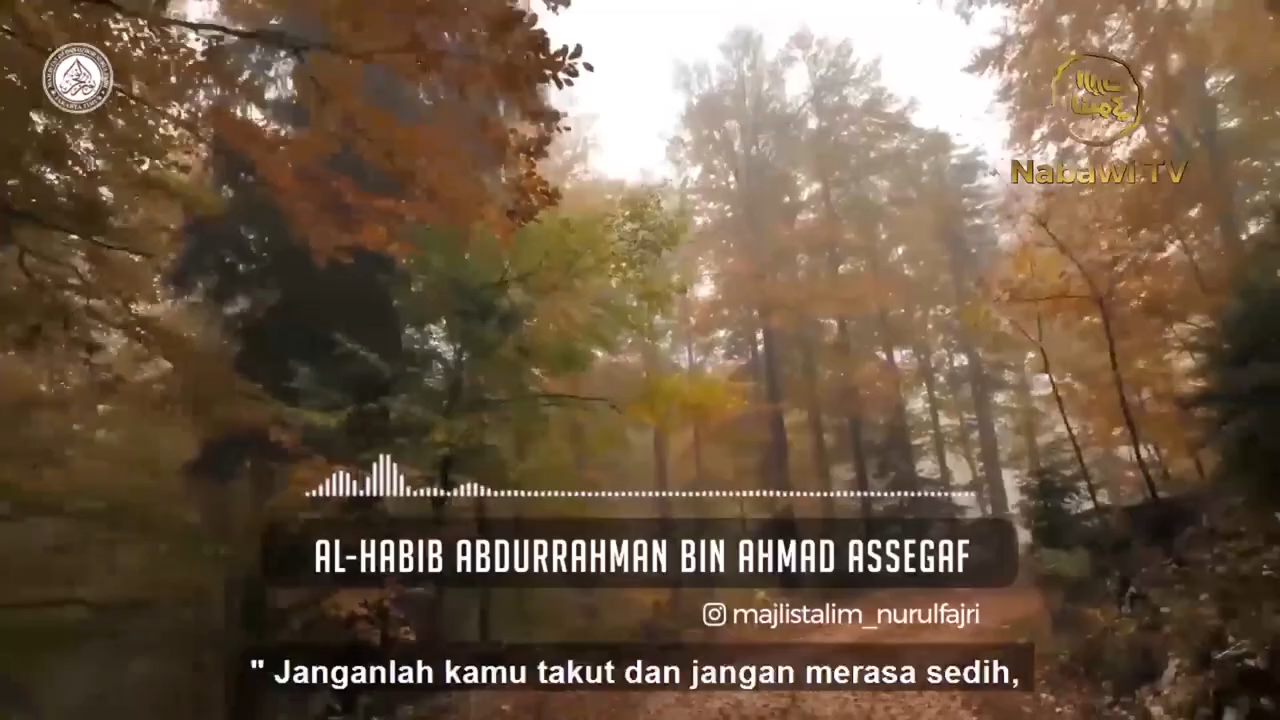 Nabawi TV
AL-HABIB ABDURRAHMAN BIN AHMAD ASSEGAF
majlistalim_nurulfajri
" Janganlah kamu takut dan jangan merasa sedih,